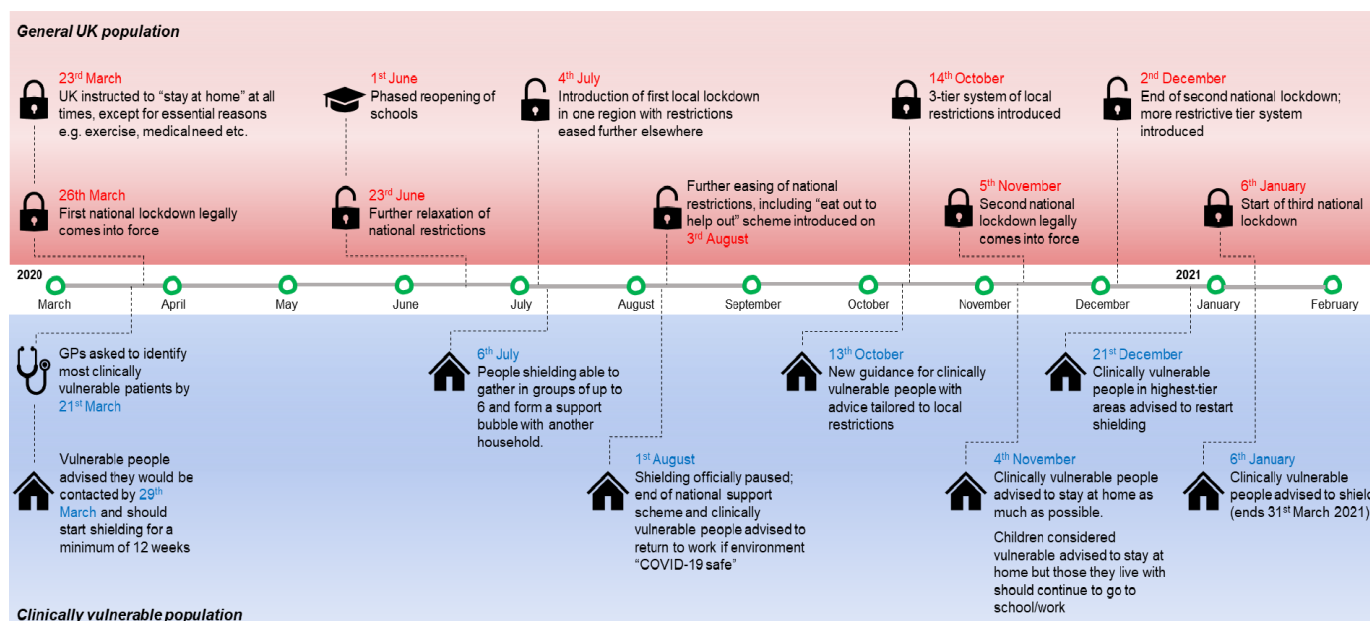 General UK population
23rd March
UK instructed to “stay at home” at all
times, except for essential reasons
e.g. exercise, medical need etc.
1st June
Phased reopening of
schools
4th July
Introduction of first local lockdown
in one region with restrictions
eased further elsewhere
14th October
3-tier system of local
restrictions introduced
2nd December
End of second national lockdown;
more restrictive tier system
introduced
26th March
First national lockdown legally
comes into force
23rd June
Further relaxation of
national restrictions
Further easing of national
restrictions, including “eat out to
help out” scheme introduced on
3rd August
5th November
Second national
lockdown legally
comes into force
6th January
Start of third national
lockdown
2020
2021
March
April
May
June
July
August
September
October
November
December
January
February
GPs asked to identify
most clinically
vulnerable patients by
21st March
6th July
People shielding able to
gather in groups of up to
6 and form a support
bubble with another
household.
13th October
New guidance for clinically
vulnerable people with
advice tailored to local
restrictions
21st December
Clinically vulnerable
people in highest-tier
areas advised to restart
shielding
Vulnerable people
advised they would be
contacted by 29th
March and should
start shielding for a
minimum of 12 weeks
1st August
Shielding officially paused;
end of national support
scheme and clinically
vulnerable people advised to
return to work if environment
“COVID-19 safe”
4th November
Clinically vulnerable people
advised to stay at home as
much as possible.
Children considered
vulnerable advised to stay at
home but those they live with
should continue to go to
school/work
6th January
Clinically vulnerable
people advised to shield
(ends 31st March 2021)
Clinically vulnerable population